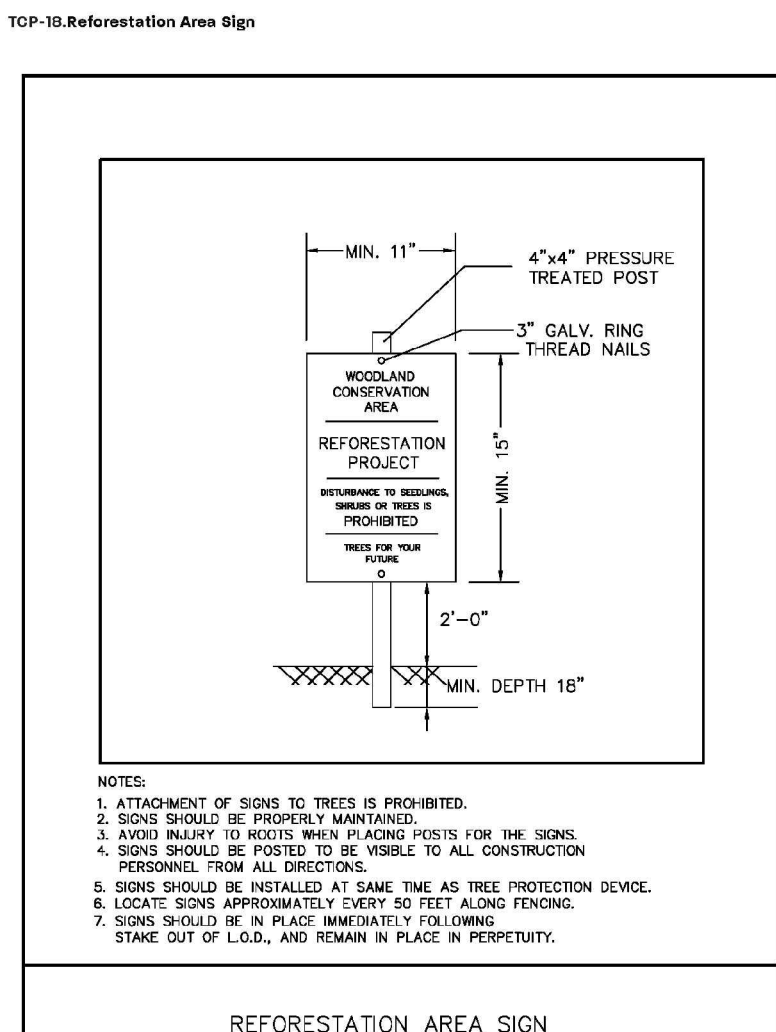 TCP-18.Reforestation Area Sign
MIN. 11"
4"x4" PRESSURE
TREATED POST
3" GALV. RING
THREAD NAILS
WOODLAND
CONSERVATION
AREA
REFORESTATION
PROJECT
DISTURBANCE TO SEEDLINGS,
SHRUBS OR TREES IS
PROHIBITED
TREES FOR YOUR
FUTURE
MIN. 15"
2'-0"
MIN. DEPTH 18"
NOTES:
1. ATTACHMENT OF SIGNS TO TREES IS PROHIBITED.
2. SIGNS SHOULD BE PROPERLY MAINTAINED.
3. AVOID INJURY TO ROOTS WHEN PLACING POSTS FOR THE SIGNS.
4. SIGNS SHOULD BE POSTED TO BE VISIBLE TO ALL CONSTRUCTION
PERSONNEL FROM ALL DIRECTIONS.
5. SIGNS SHOULD BE INSTALLED AT SAME TIME AS TREE PROTECTION DEVICE.
6. LOCATE SIGNS APPROXIMATELY EVERY 50 FEET ALONG FENCING.
7. SIGNS SHOULD BE IN PLACE IMMEDIATELY FOLLOWING
STAKE OUT OF L.O.D., AND REMAIN IN PLACE IN PERPETUITY.
REFORESTATION AREA SIGN